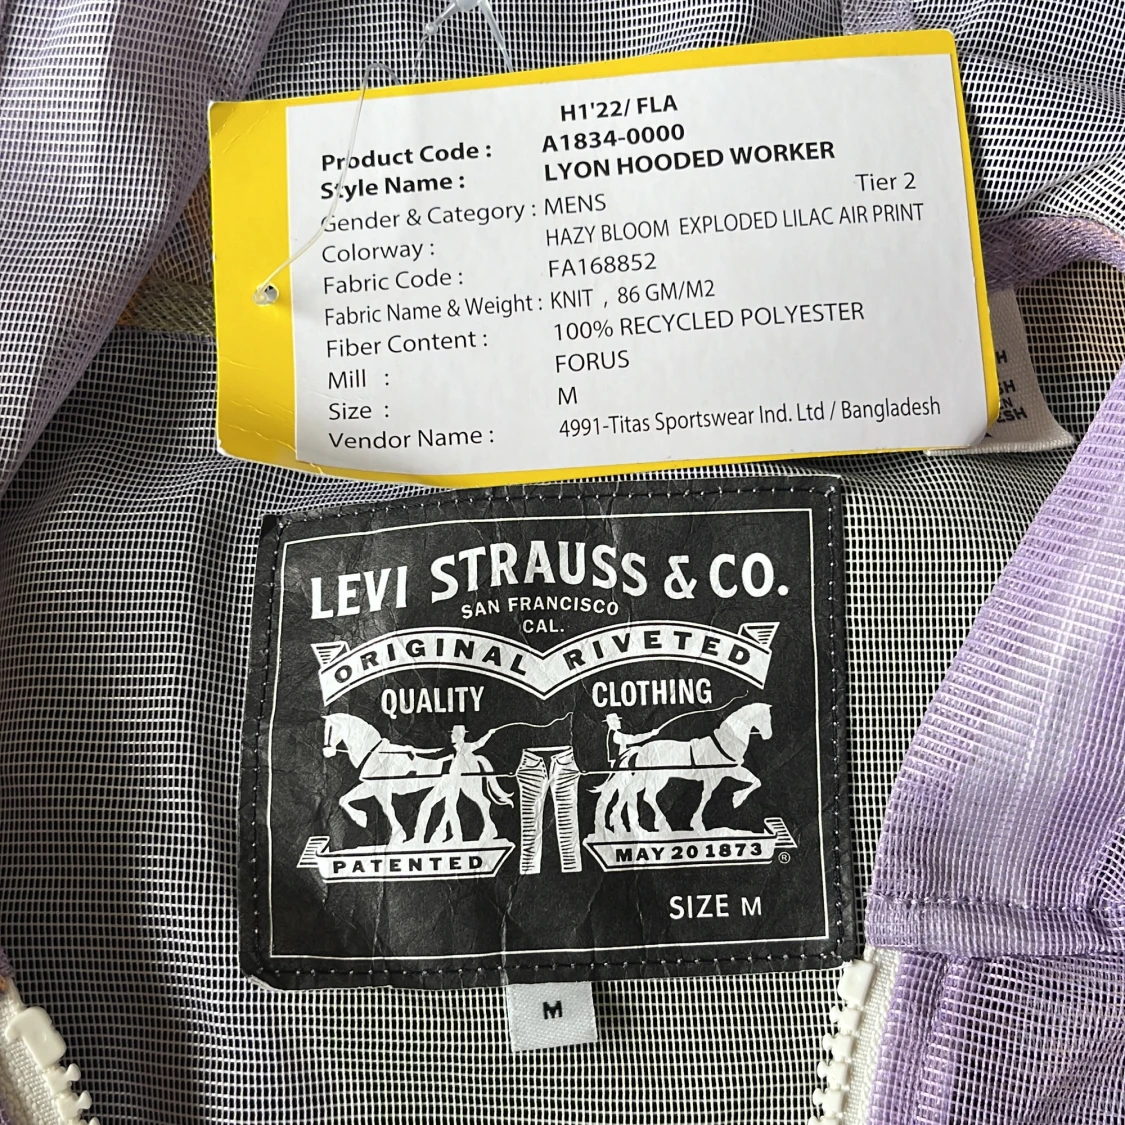 H1'22/ FLA
Product Code : A1834-0000
Style Name : LYON HOODED WORKER
Gender & Category : MENS Tier 2
Colorway : HAZY BLOOM EXPLODED LILAC AIR PRINT
Fabric Code : FA168852
Fabric Name & Weight : KNIT , 86 GM/M2
Fiber Content : 100% RECYCLED POLYESTER
Mill : FORUS
Size : M
Vendor Name : 4991-Titas Sportswear Ind. Ltd / Bangladesh
LEVI STRAUSS & CO.
SAN FRANCISCO
CAL.
ORIGINAL RIVETED
QUALITY CLOTHING
PATENTED MAY 20 1873 ®
SIZE M
M